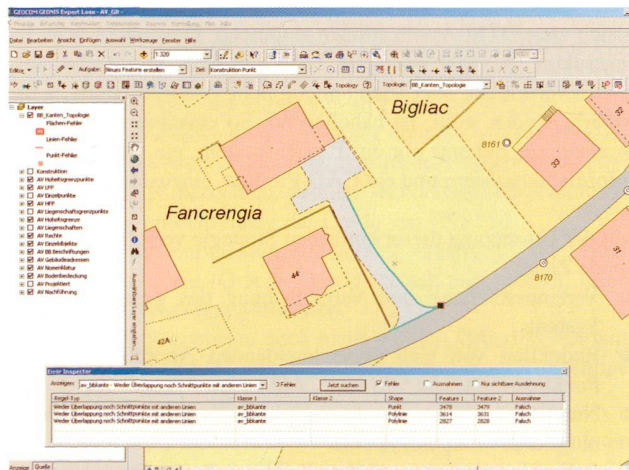 GEOCOM GEONIS Expert Lasn - AV_GB -
Datei Bearbeiten Ansicht Einfügen Auswahl Werkzeuge Fenster Hilfe
1:320
Editor Aufgabe: Neues Feature erstellen Ziel: Konstruktion Punkt
Topology Topologie: BB_Kanten_Topologie
Layer
BB_Kanten_Topologie
Flächen-Fehler
Linien-Fehler
Punkt-Fehler
Konstruktion
AV Hoheitsgrenzpunkte
AV LFP
AV Einzelpunkte
AV HFP
AV Liegenschaftsgrenzpunkte
AV Hoheitsgrenze
AV Liegenschaften
AV Rechte
AV Einzelobjekte
AV BB Beschriftungen
AV Gebäudeadressen
AV Nomenklatur
AV Bodenbedeckung
AV Projektiert
AV Nachführung
Bigliac
8161
33
32
Fancrengia
44
31
8170
42A
Error Inspector
Anzeigen: av_bbkante - Weder Überlappung noch Schnittpunkte mit anderen Linien 3 Fehler Jetzt suchen Fehler Ausnahmen Nur sichtbare Ausdehnung
Regel-Typ Klasse 1 Klasse 2 Shape Feature 1 Feature 2 Ausnahme
Weder Überlappung noch Schnittpunkte mit anderen Linien av_bbkante Punkt 3478 3479 Falsch
Weder Überlappung noch Schnittpunkte mit anderen Linien av_bbkante Polylinie 3614 3631 Falsch
Weder Überlappung noch Schnittpunkte mit anderen Linien av_bbkante Polylinie 2827 2828 Falsch
Anzeige Quelle